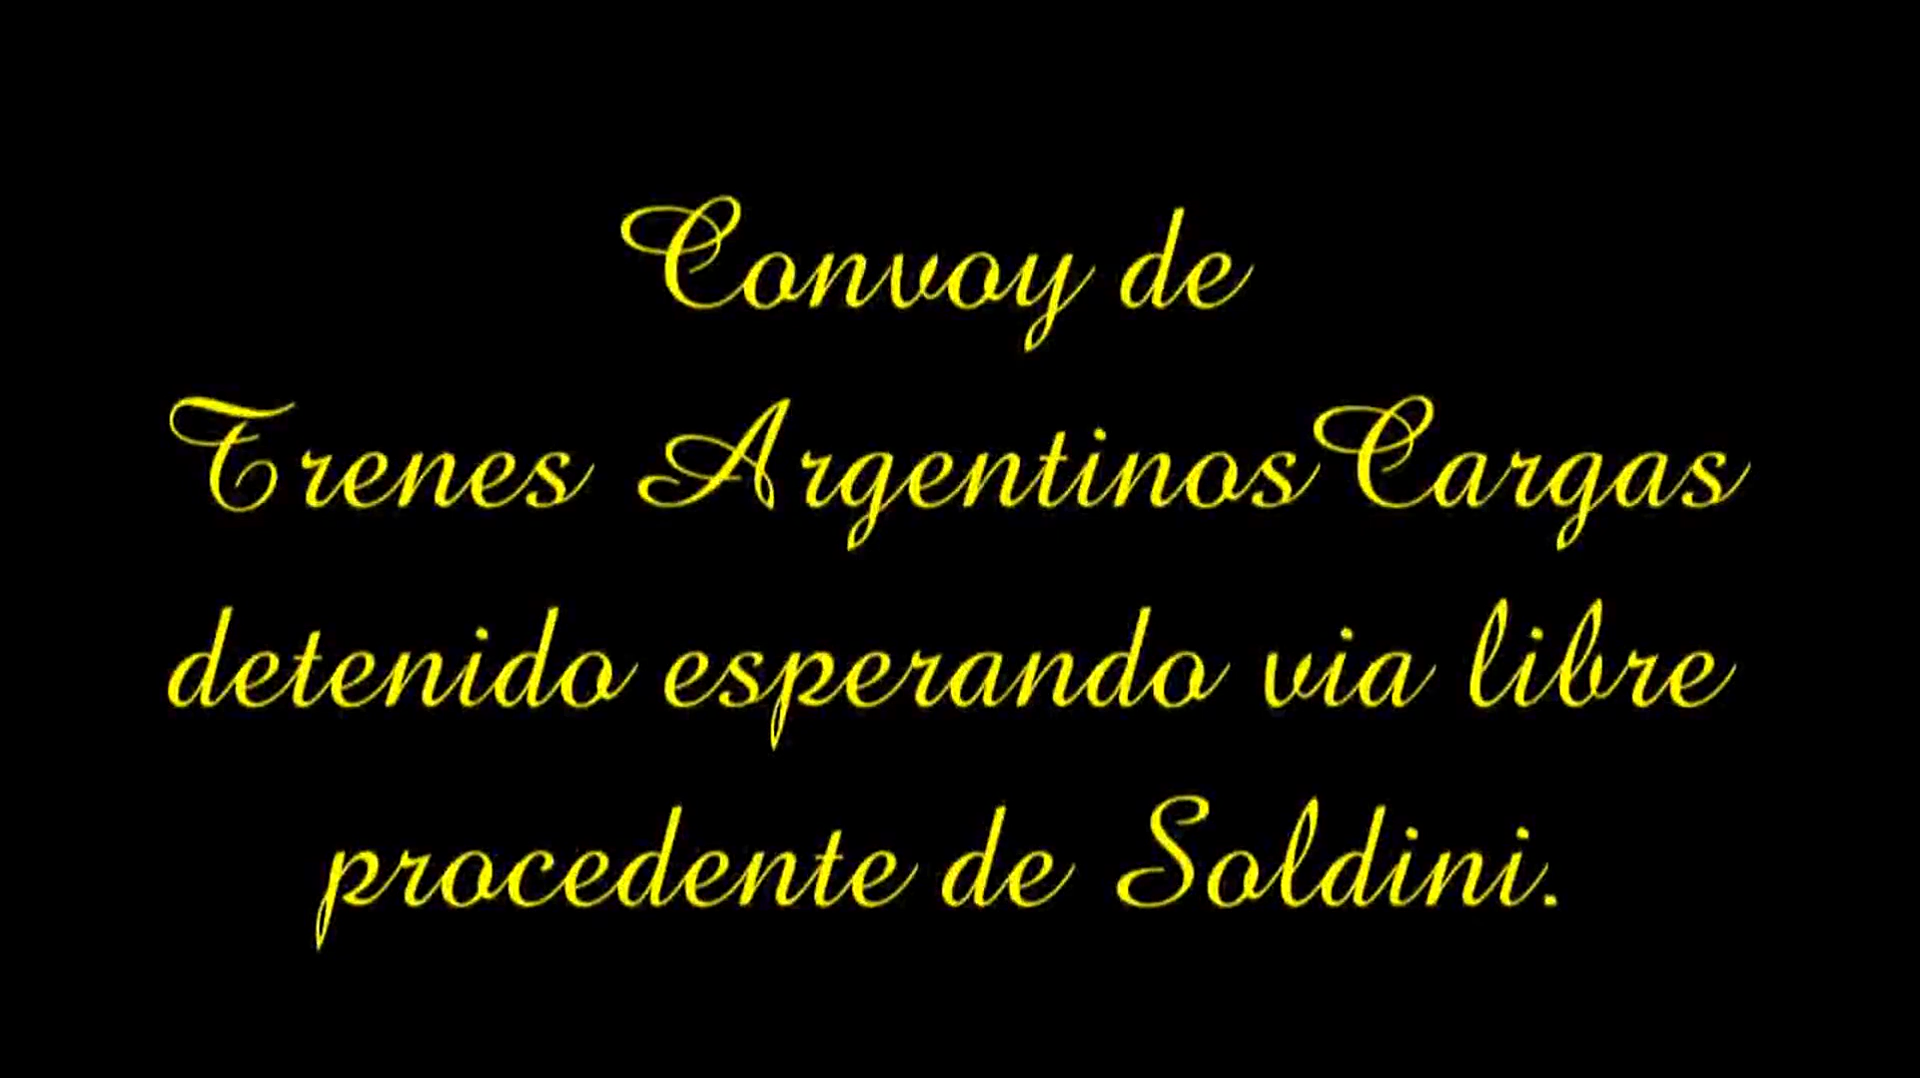 Convoy de
Trenes ArgentinosCargas
detenido esperando via libre
procedente de Soldini.